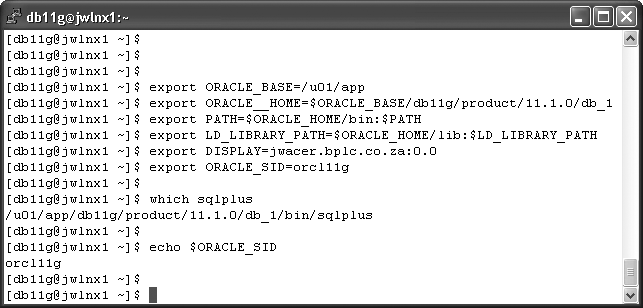 db11g@jwlnx1:~
[db11g@jwlnx1 ~]$
[db11g@jwlnx1 ~]$
[db11g@jwlnx1 ~]$
[db11g@jwlnx1 ~]$ export ORACLE_BASE=/u01/app
[db11g@jwlnx1 ~]$ export ORACLE__HOME=$ORACLE_BASE/db11g/product/11.1.0/db_1
[db11g@jwlnx1 ~]$ export PATH=$ORACLE_HOME/bin:$PATH
[db11g@jwlnx1 ~]$ export LD_LIBRARY_PATH=$ORACLE_HOME/lib:$LD_LIBRARY_PATH
[db11g@jwlnx1 ~]$ export DISPLAY=jwacer.bplc.co.za:0.0
[db11g@jwlnx1 ~]$ export ORACLE_SID=orcl11g
[db11g@jwlnx1 ~]$
[db11g@jwlnx1 ~]$ which sqlplus
/u01/app/db11g/product/11.1.0/db_1/bin/sqlplus
[db11g@jwlnx1 ~]$
[db11g@jwlnx1 ~]$ echo $ORACLE_SID
orcl11g
[db11g@jwlnx1 ~]$
[db11g@jwlnx1 ~]$